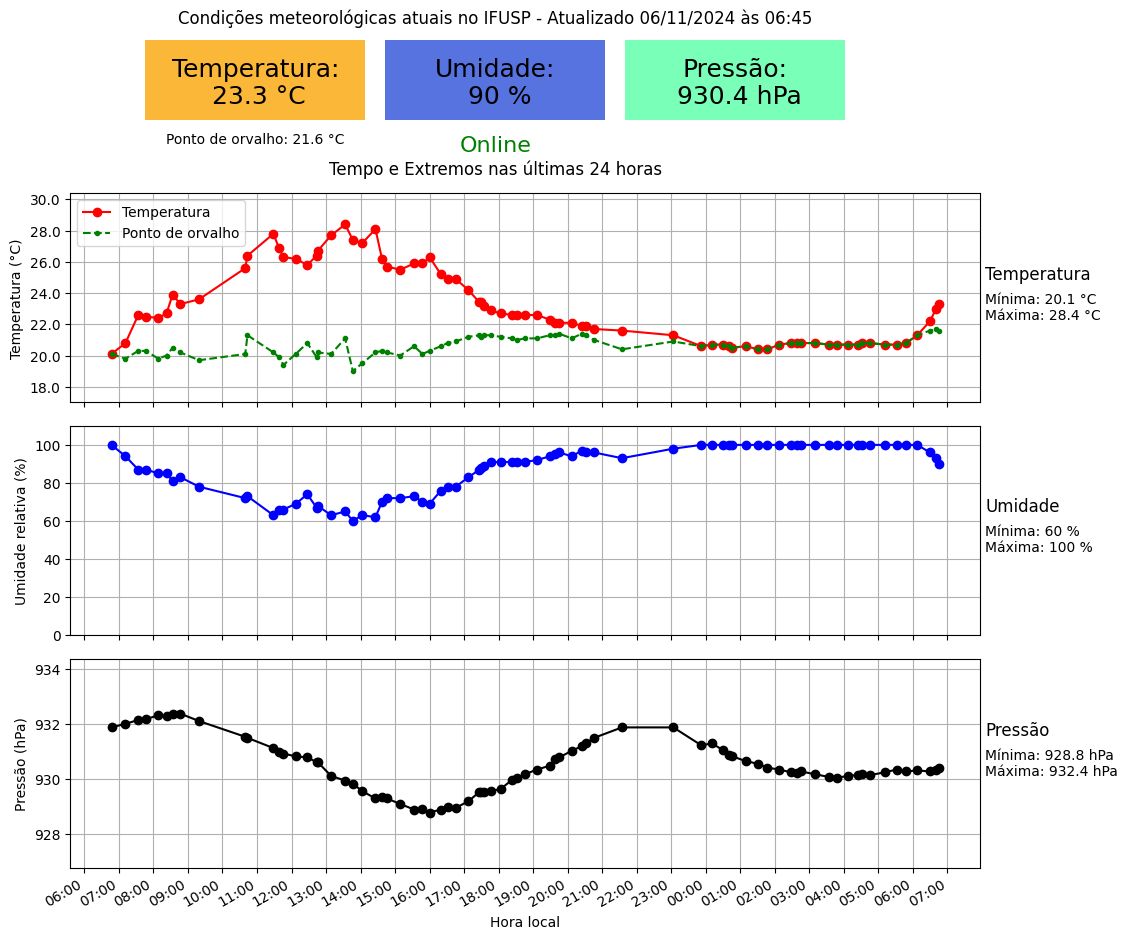 Condições meteorológicas atuais no IFUSP - Atualizado 06/11/2024 às 06:45
Temperatura:
23.3 °C
Umidade:
90 %
Pressão:
930.4 hPa
Ponto de orvalho: 21.6 °C
Online
Tempo e Extremos nas últimas 24 horas
Temperatura (°C)
30.0
28.0
26.0
24.0
22.0
20.0
18.0
Temperatura
Ponto de orvalho
Temperatura
Mínima: 20.1 °C
Máxima: 28.4 °C
Umidade relativa (%)
100
80
60
40
20
0
Umidade
Mínima: 60 %
Máxima: 100 %
Pressão (hPa)
934
932
930
928
Pressão
Mínima: 928.8 hPa
Máxima: 932.4 hPa
06:00 07:00 08:00 09:00 10:00 11:00 12:00 13:00 14:00 15:00 16:00 17:00 18:00 19:00 20:00 21:00 22:00 23:00 00:00 01:00 02:00 03:00 04:00 05:00 06:00 07:00
Hora local